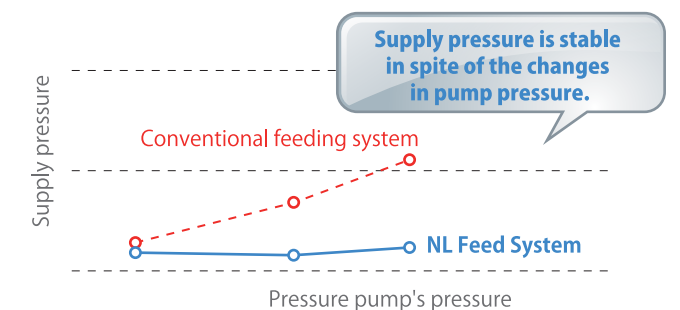 Supply pressure is stable
in spite of the changes
in pump pressure.
Supply pressure
Conventional feeding system
NL Feed System
Pressure pump's pressure